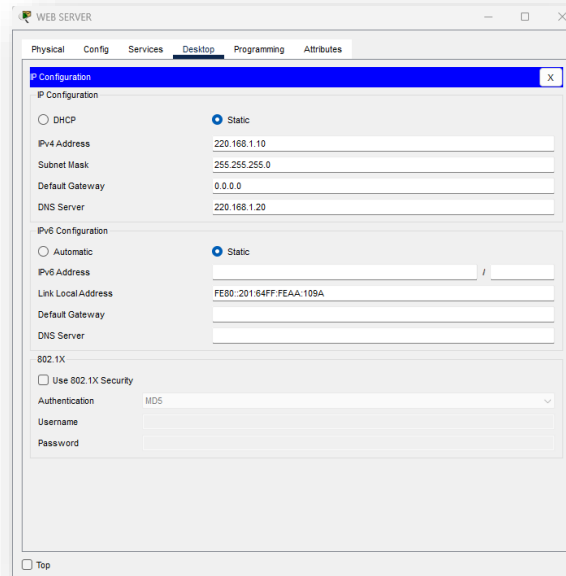 WEB SERVER
Physical Config Services Desktop Programming Attributes
IP Configuration X
IP Configuration
DHCP Static
IPv4 Address 220.168.1.10
Subnet Mask 255.255.255.0
Default Gateway 0.0.0.0
DNS Server 220.168.1.20
IPv6 Configuration
Automatic Static
IPv6 Address /
Link Local Address FE80::201:64FF:FEAA:109A
Default Gateway
DNS Server
802.1X
Use 802.1X Security
Authentication MD5
Username
Password
Top